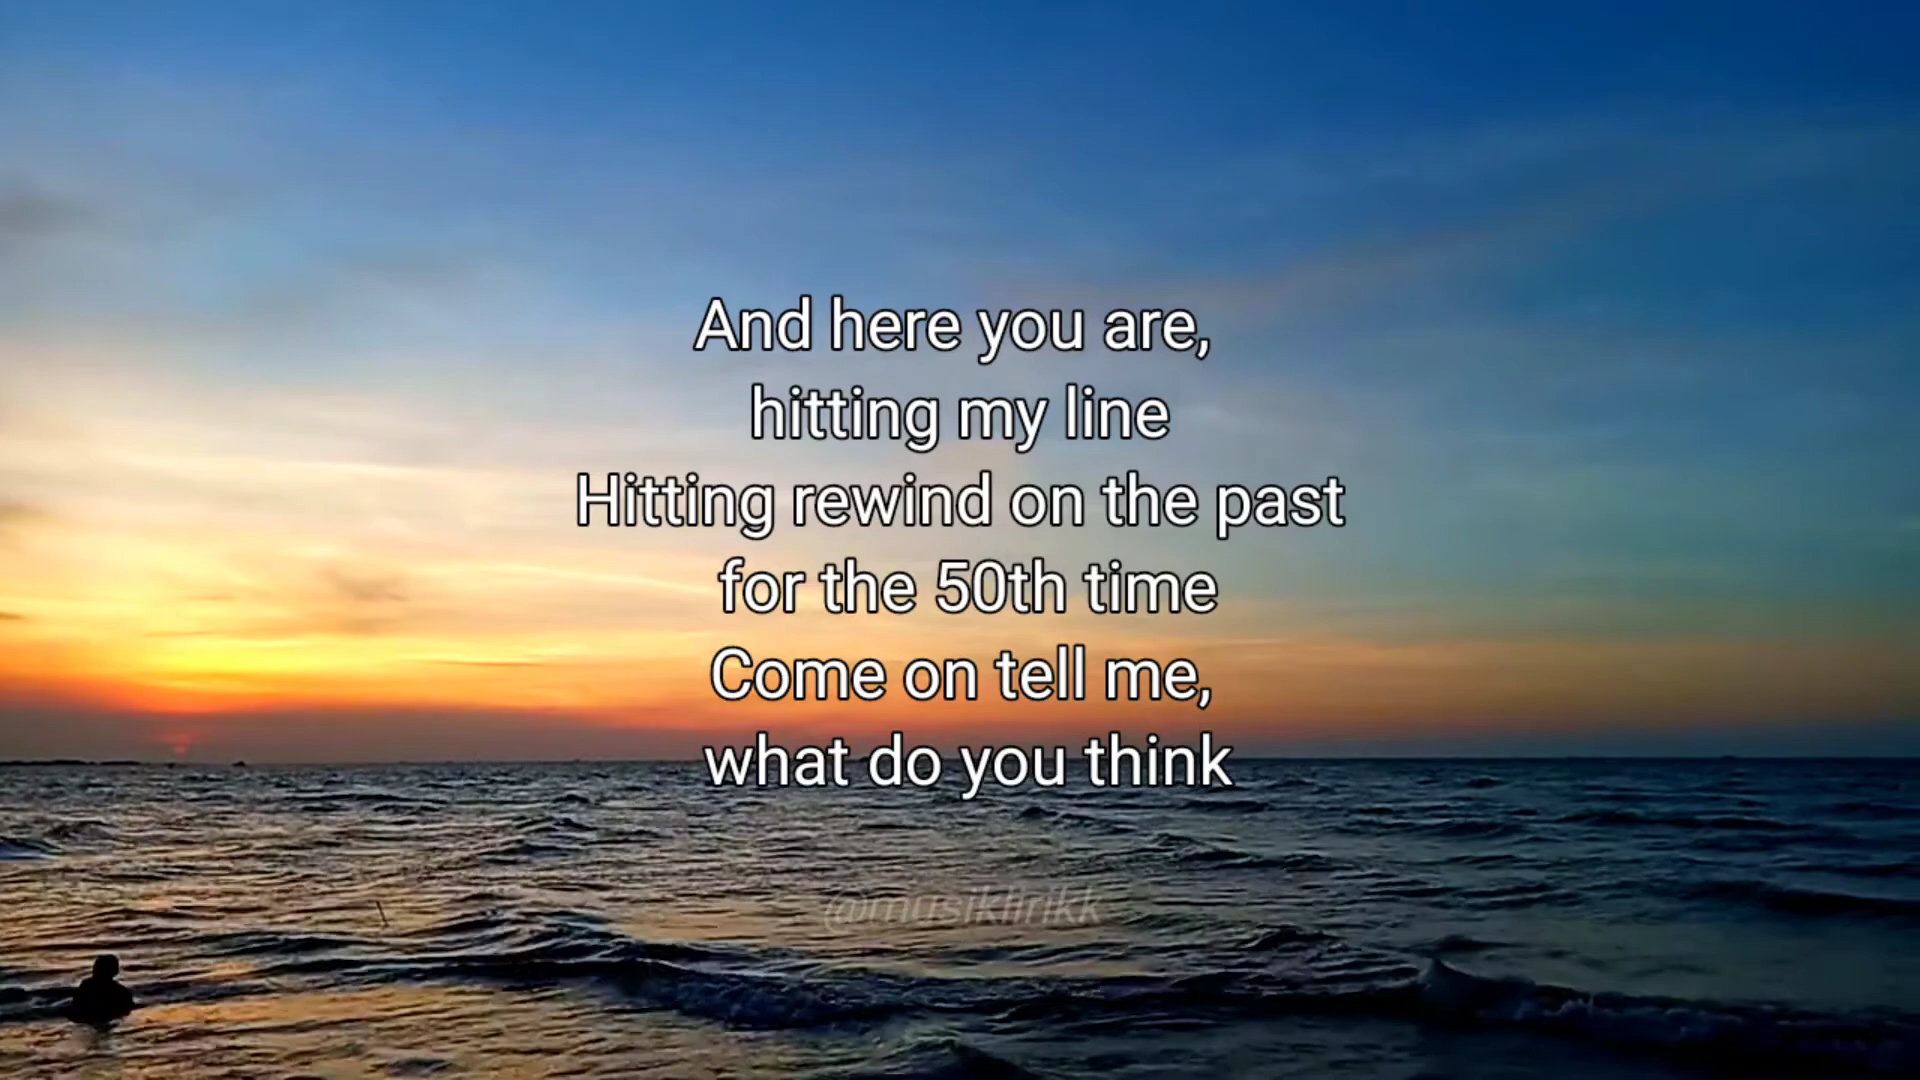 And here you are,
hitting my line
Hitting rewind on the past
for the 50th time
Come on tell me,
what do you think
@musiklirikk